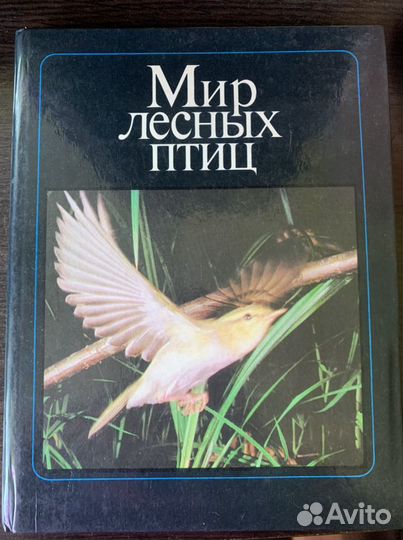 Мир
лесных
птиц
Avito